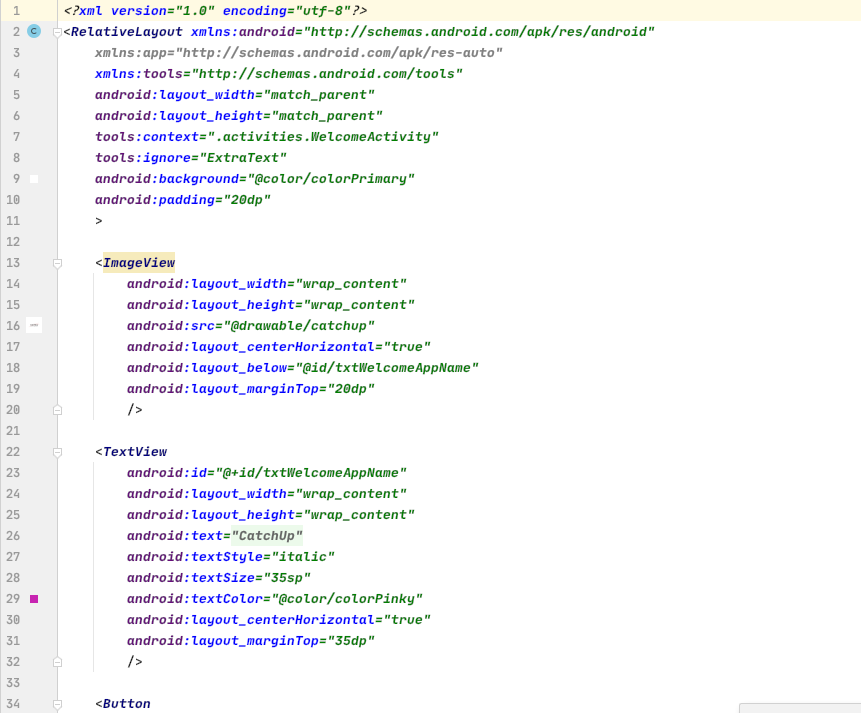 1 <?xml version="1.0" encoding="utf-8"?>
2 <RelativeLayout xmlns:android="http://schemas.android.com/apk/res/android"
3 xmlns:app="http://schemas.android.com/apk/res-auto"
4 xmlns:tools="http://schemas.android.com/tools"
5 android:layout_width="match_parent"
6 android:layout_height="match_parent"
7 tools:context=".activities.WelcomeActivity"
8 tools:ignore="ExtraText"
9 android:background="@color/colorPrimary"
10 android:padding="20dp"
11 >
12
13 <ImageView
14 android:layout_width="wrap_content"
15 android:layout_height="wrap_content"
16 android:src="@drawable/catchup"
17 android:layout_centerHorizontal="true"
18 android:layout_below="@id/txtWelcomeAppName"
19 android:layout_marginTop="20dp"
20 />
21
22 <TextView
23 android:id="@+id/txtWelcomeAppName"
24 android:layout_width="wrap_content"
25 android:layout_height="wrap_content"
26 android:text="CatchUp"
27 android:textStyle="italic"
28 android:textSize="35sp"
29 android:textColor="@color/colorPinky"
30 android:layout_centerHorizontal="true"
31 android:layout_marginTop="35dp"
32 />
33
34 <Button